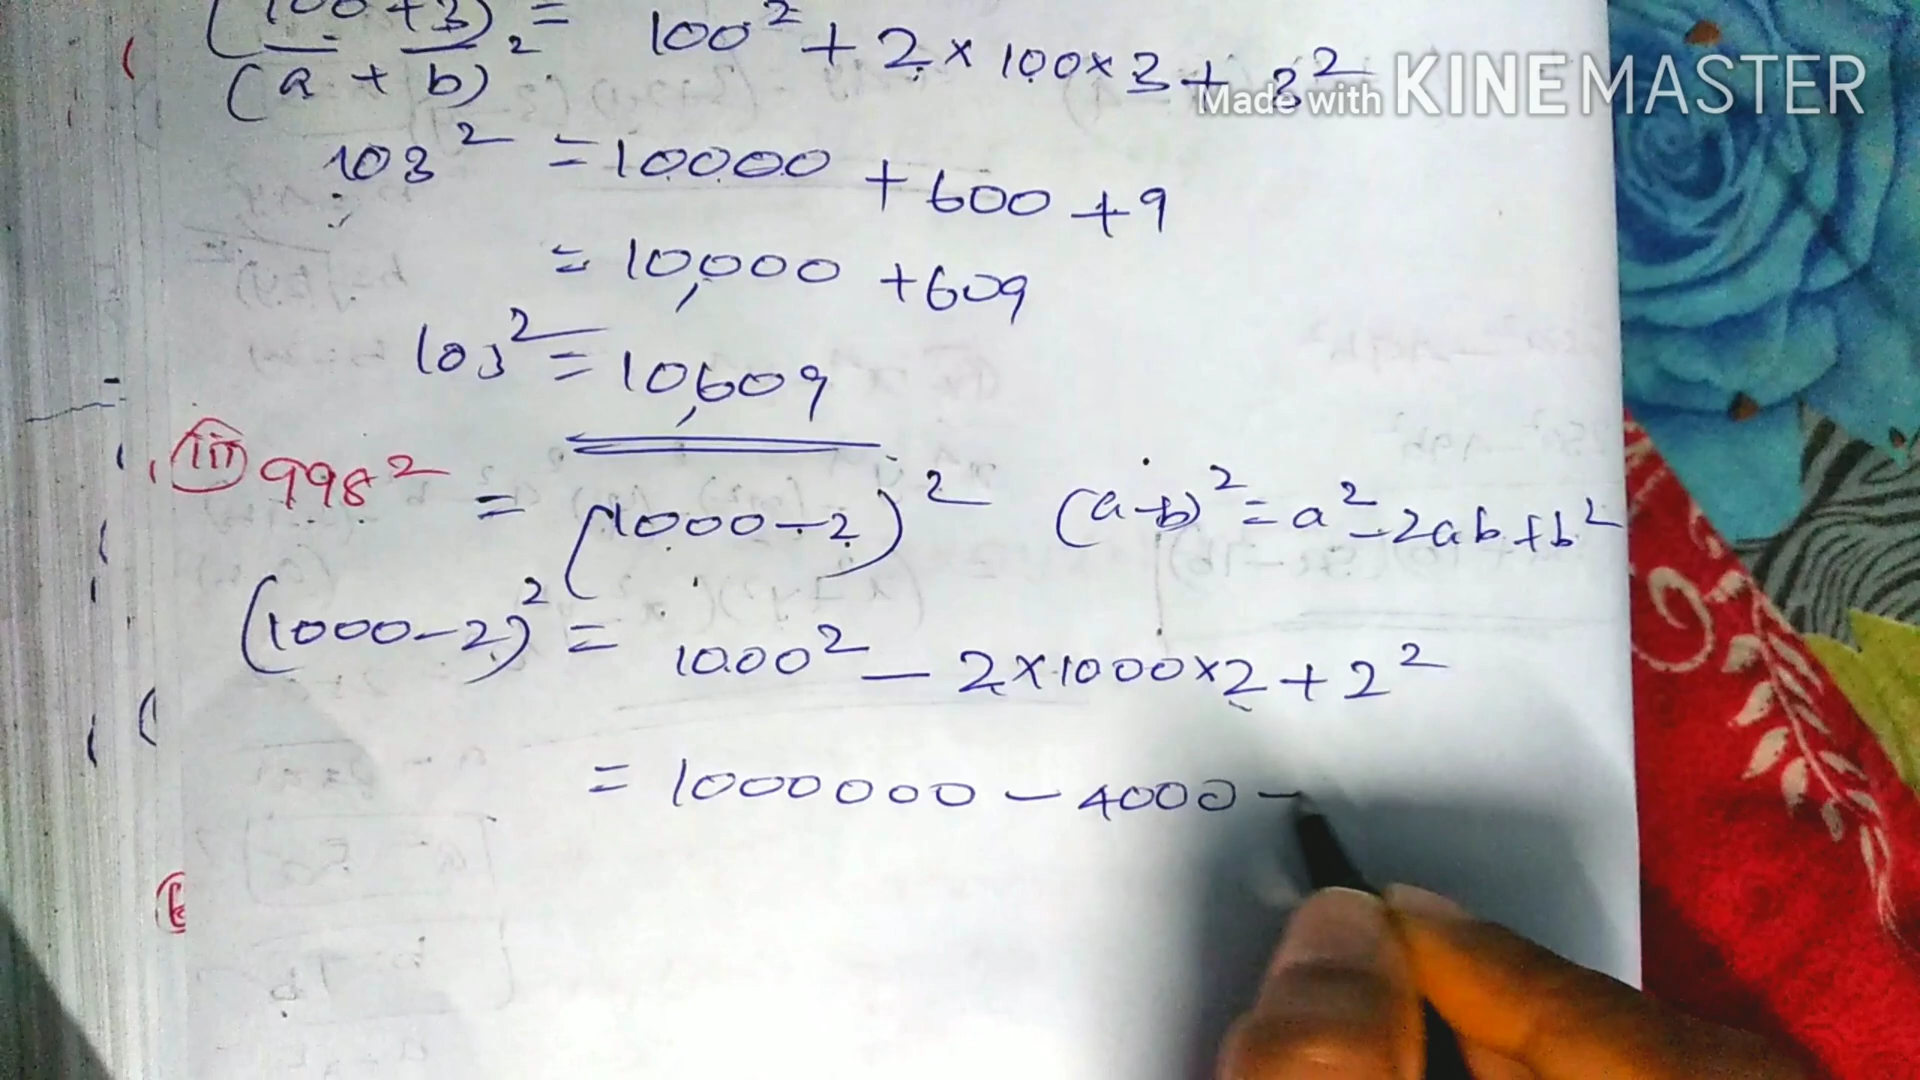 (100 + 3)² = 100² + 2 × 100 × 3 + 3²
(a + b)
Made with KINEMASTER
103² = 10000 + 600 + 9
= 10,000 + 609
103² = 10,609
(iii) 998² = (1000 - 2)² (a-b)² = a² - 2ab + b²
(1000 - 2)² = 1000² - 2 × 1000 × 2 + 2²
= 1000000 - 4000 -